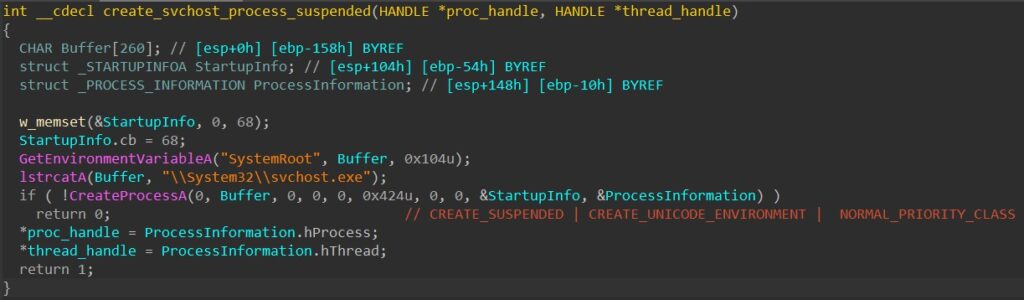 int __cdecl create_svchost_process_suspended(HANDLE *proc_handle, HANDLE *thread_handle)
{
  CHAR Buffer[260]; // [esp+0h] [ebp-158h] BYREF
  struct _STARTUPINFOA StartupInfo; // [esp+104h] [ebp-54h] BYREF
  struct _PROCESS_INFORMATION ProcessInformation; // [esp+148h] [ebp-10h] BYREF

  w_memset(&StartupInfo, 0, 68);
  StartupInfo.cb = 68;
  GetEnvironmentVariableA("SystemRoot", Buffer, 0x104u);
  lstrcatA(Buffer, "\\System32\\svchost.exe");
  if ( !CreateProcessA(0, Buffer, 0, 0, 0, 0x424u, 0, 0, &StartupInfo, &ProcessInformation) )
    return 0; // CREATE_SUSPENDED | CREATE_UNICODE_ENVIRONMENT |  NORMAL_PRIORITY_CLASS
  *proc_handle = ProcessInformation.hProcess;
  *thread_handle = ProcessInformation.hThread;
  return 1;
}